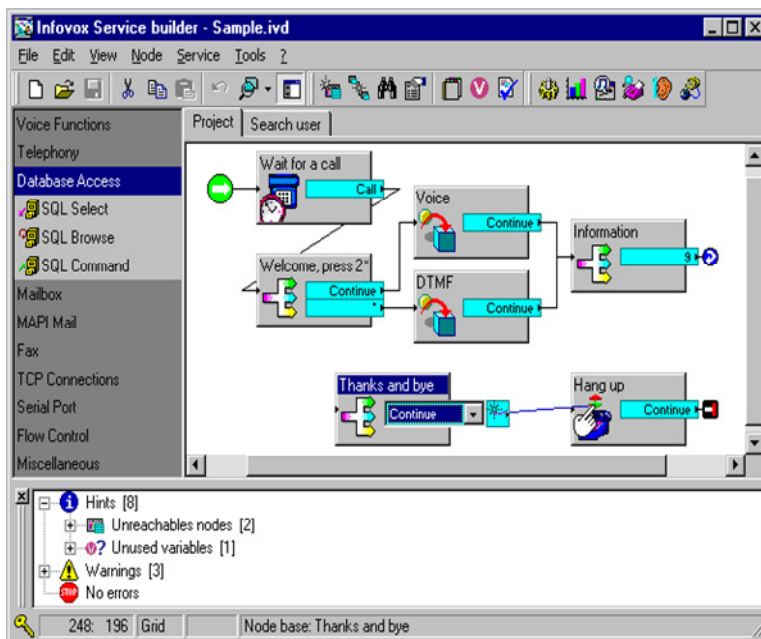 Infovox Service builder - Sample.ivd
File Edit View Node Service Tools ?
Voice Functions
Telephony
Database Access
SQL Select
SQL Browse
SQL Command
Mailbox
MAPI Mail
Fax
TCP Connections
Serial Port
Flow Control
Miscellaneous
Project Search user
Wait for a call
Call
Voice
Continue
Information
9
Welcome, press 2*
Continue
*
DTMF
Continue
Thanks and bye
Continue
Hang up
Continue
Hints [8]
Unreachables nodes [2]
Unused variables [1]
Warnings [3]
STOP No errors
248: 196 Grid Node base: Thanks and bye